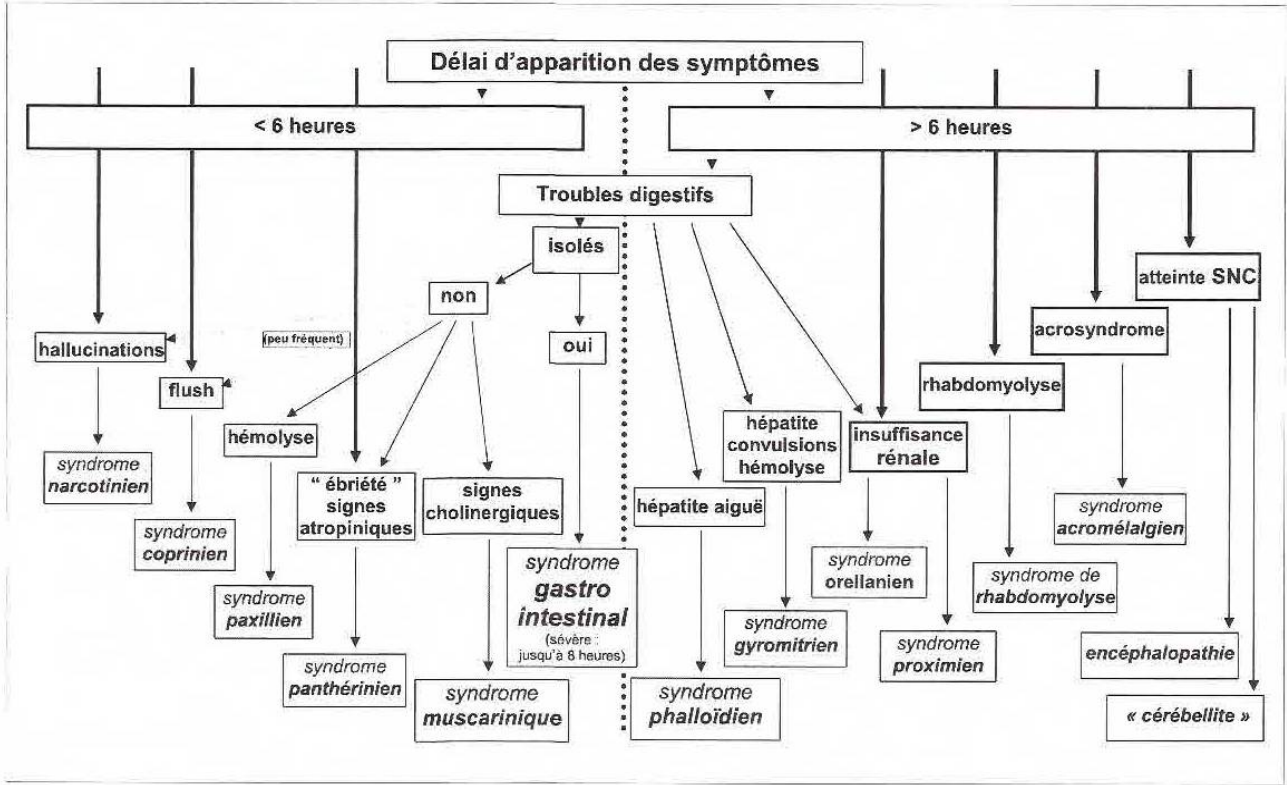 Délai d'apparition des symptômes
< 6 heures
> 6 heures
Troubles digestifs
isolés
non
oui
(peu fréquent)
hallucinations
flush
hémolyse
" ébriété "
signes
atropiniques
signes
cholinergiques
hépatite aiguë
hépatite
convulsions
hémolyse
insuffisance
rénale
rhabdomyolyse
acrosyndrome
atteinte SNC
syndrome
narcotinien
syndrome
coprinien
syndrome
paxillien
syndrome
panthérinien
syndrome
muscarinique
syndrome
gastro
intestinal
(sévère :
jusqu'à 8 heures)
syndrome
phalloïdien
syndrome
gyromitrien
syndrome
orellanien
syndrome
proximien
syndrome de
rhabdomyolyse
syndrome
acromélalgien
encéphalopathie
« cérébellite »